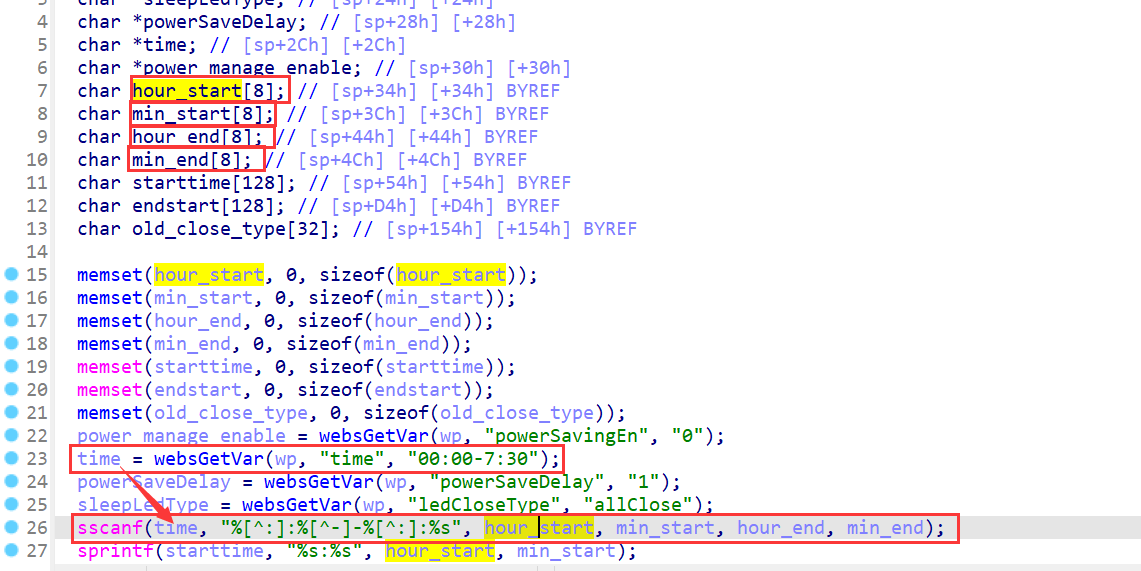 char *sleepLedType; // [sp+24h] [+24h]
4 char *powerSaveDelay; // [sp+28h] [+28h]
5 char *time; // [sp+2Ch] [+2Ch]
6 char *power_manage_enable; // [sp+30h] [+30h]
7 char hour_start[8]; // [sp+34h] [+34h] BYREF
8 char min_start[8]; // [sp+3Ch] [+3Ch] BYREF
9 char hour_end[8]; // [sp+44h] [+44h] BYREF
10 char min_end[8]; // [sp+4Ch] [+4Ch] BYREF
11 char starttime[128]; // [sp+54h] [+54h] BYREF
12 char endstart[128]; // [sp+D4h] [+D4h] BYREF
13 char old_close_type[32]; // [sp+154h] [+154h] BYREF
14
15 memset(hour_start, 0, sizeof(hour_start));
16 memset(min_start, 0, sizeof(min_start));
17 memset(hour_end, 0, sizeof(hour_end));
18 memset(min_end, 0, sizeof(min_end));
19 memset(starttime, 0, sizeof(starttime));
20 memset(endstart, 0, sizeof(endstart));
21 memset(old_close_type, 0, sizeof(old_close_type));
22 power_manage_enable = websGetVar(wp, "powerSavingEn", "0");
23 time = websGetVar(wp, "time", "00:00-7:30");
24 powerSaveDelay = websGetVar(wp, "powerSaveDelay", "1");
25 sleepLedType = websGetVar(wp, "ledCloseType", "allClose");
26 sscanf(time, "%[^:]:%[^-]-%[^:]:%s", hour_start, min_start, hour_end, min_end);
27 sprintf(starttime, "%s:%s", hour_start, min_start);